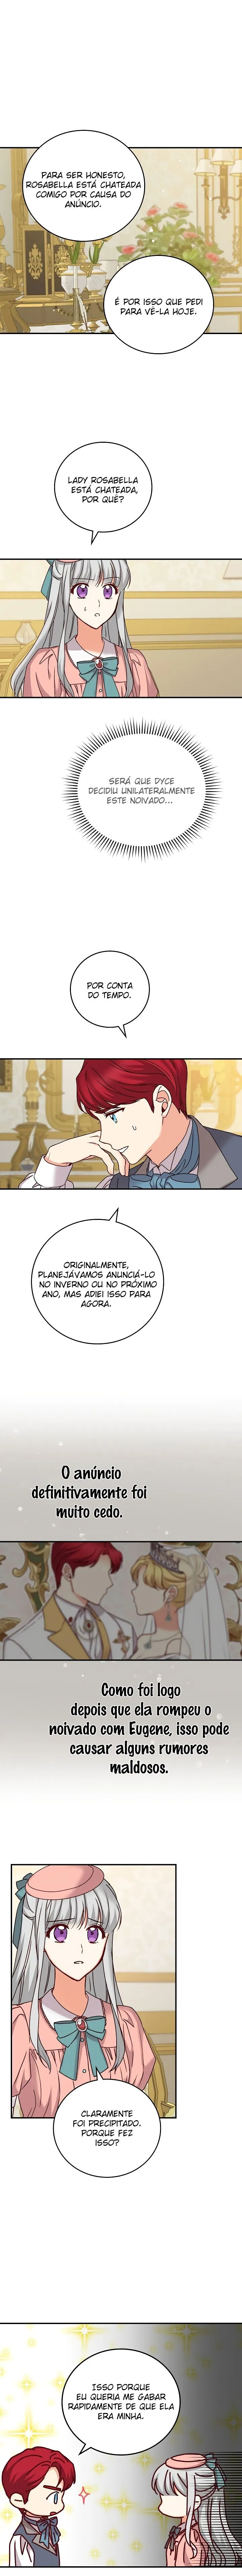 PARA SER HONESTO,
ROSABELLA ESTÁ CHATEADA
COMIGO POR CAUSA DO
ANÚNCIO.
É POR ISSO QUE PEDI
PARA VÊ-LA HOJE.
LADY ROSABELLA
ESTÁ CHATEADA,
POR QUÊ?
SERÁ QUE DYCE
DECIDIU UNILATERALMENTE
ESTE NOIVADO...
POR CONTA
DO TEMPO.
ORIGINALMENTE,
PLANEJÁVAMOS ANUNCIÁ-LO
NO INVERNO OU NO PRÓXIMO
ANO, MAS ADIEI ISSO PARA
AGORA.
O anúncio
definitivamente foi
muito cedo.
Como foi logo
depois que ela rompeu o
noivado com Eugene, isso pode
causar alguns rumores
maldosos.
CLARAMENTE
FOI PRECIPITADO.
PORQUE FEZ
ISSO?
ISSO PORQUE
EU QUERIA ME GABAR
RAPIDAMENTE DE QUE ELA
ERA MINHA.